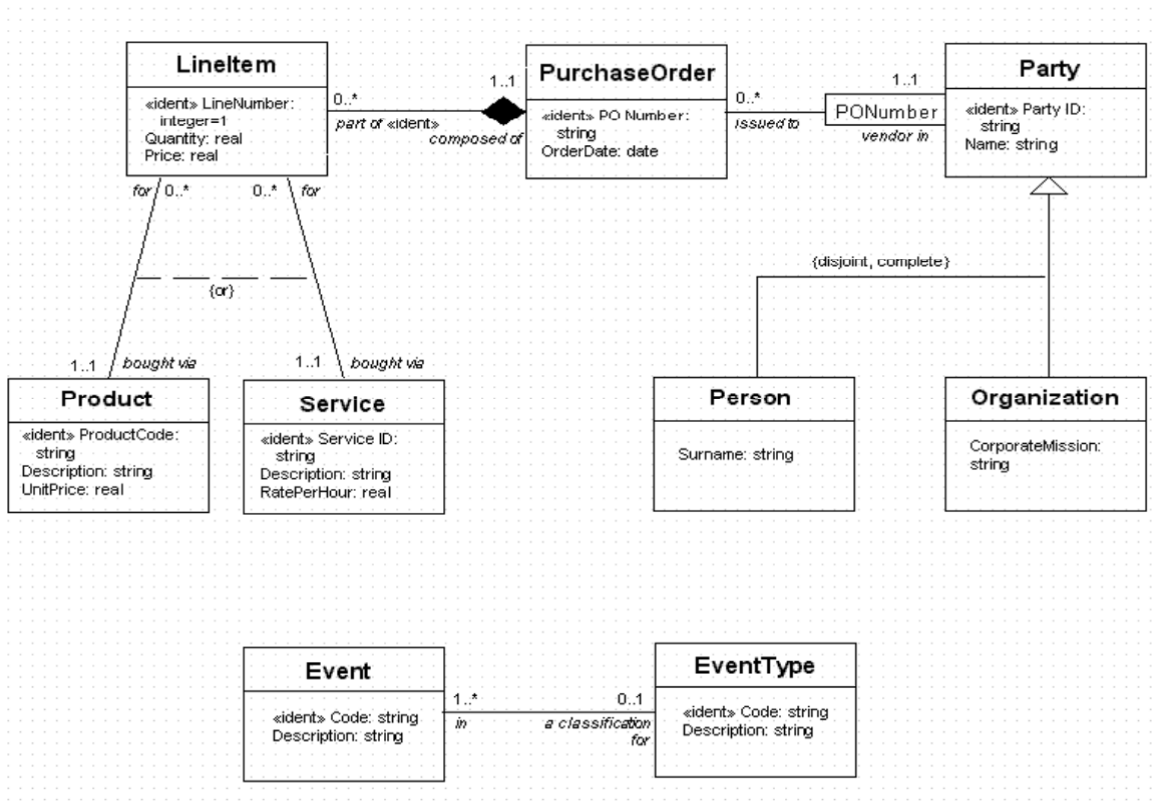 LineItem
«ident» LineNumber:
integer=1
Quantity: real
Price: real
0..*
part of «ident»
1..1
composed of
PurchaseOrder
«ident» PO Number:
string
OrderDate: date
0..*
issued to
1..1
PONumber
vendor in
Party
«ident» Party ID:
string
Name: string
for 0..*
0..* for
{or}
{disjoint, complete}
1..1 bought via
1..1 bought via
Product
«ident» ProductCode:
string
Description: string
UnitPrice: real
Service
«ident» Service ID:
string
Description: string
RatePerHour: real
Person
Surname: string
Organization
CorporateMission:
string
Event
«ident» Code: string
Description: string
1..*
in
0..1
a classification
for
EventType
«ident» Code: string
Description: string